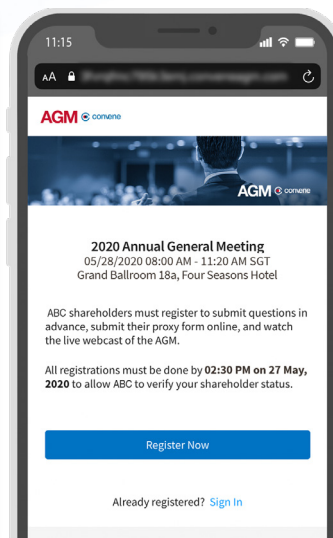 11:15
AA
AGM convene
AGM convene
2020 Annual General Meeting
05/28/2020 08:00 AM - 11:20 AM SGT
Grand Ballroom 18a, Four Seasons Hotel
ABC shareholders must register to submit questions in
advance, submit their proxy form online, and watch
the live webcast of the AGM.
All registrations must be done by 02:30 PM on 27 May,
2020 to allow ABC to verify your shareholder status.
Register Now
Already registered? Sign In